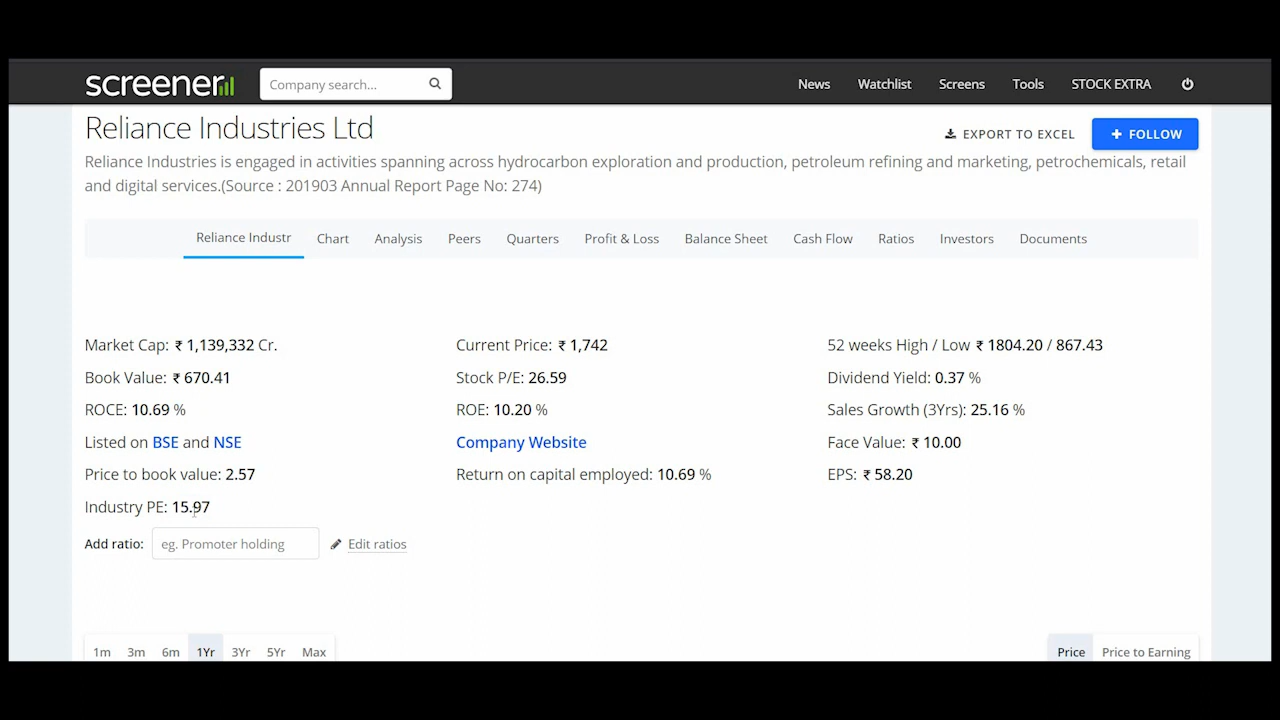 screener Company search... News Watchlist Screens Tools STOCK EXTRA
Reliance Industries Ltd EXPORT TO EXCEL + FOLLOW
Reliance Industries is engaged in activities spanning across hydrocarbon exploration and production, petroleum refining and marketing, petrochemicals, retail
and digital services.(Source : 201903 Annual Report Page No: 274)
Reliance Industr Chart Analysis Peers Quarters Profit & Loss Balance Sheet Cash Flow Ratios Investors Documents
Market Cap: ₹ 1,139,332 Cr. Current Price: ₹ 1,742 52 weeks High / Low ₹ 1804.20 / 867.43
Book Value: ₹ 670.41 Stock P/E: 26.59 Dividend Yield: 0.37 %
ROCE: 10.69 % ROE: 10.20 % Sales Growth (3Yrs): 25.16 %
Listed on BSE and NSE Company Website Face Value: ₹ 10.00
Price to book value: 2.57 Return on capital employed: 10.69 % EPS: ₹ 58.20
Industry PE: 15.97
Add ratio: eg. Promoter holding Edit ratios
1m 3m 6m 1Yr 3Yr 5Yr Max Price Price to Earning